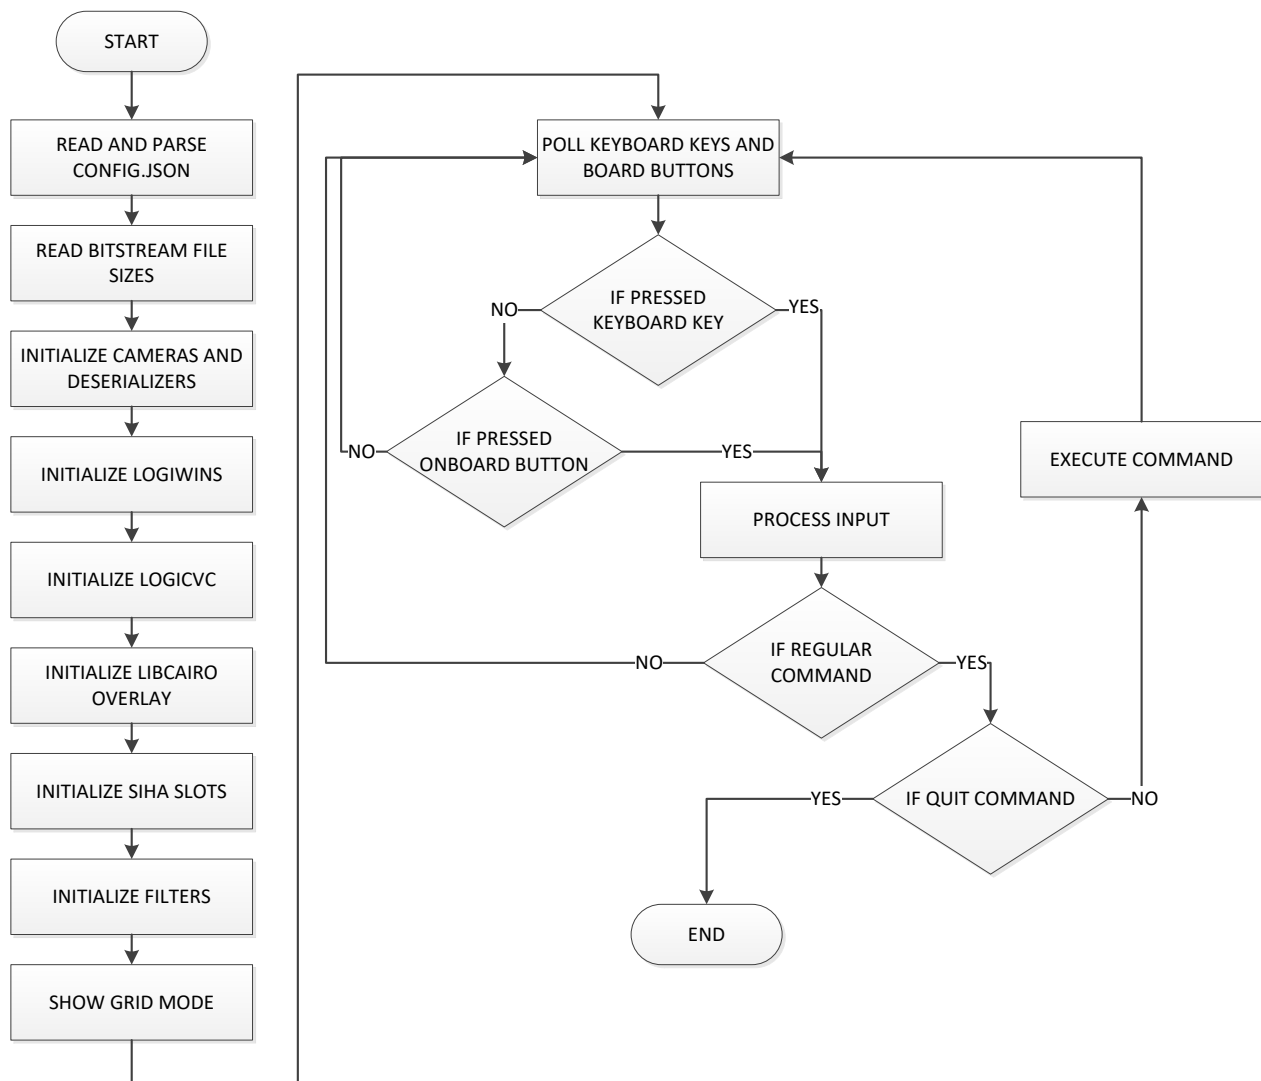 START
READ AND PARSE
CONFIG.JSON
READ BITSTREAM FILE
SIZES
INITIALIZE CAMERAS AND
DESERIALIZERS
INITIALIZE LOGIWINS
INITIALIZE LOGICVC
INITIALIZE LIBCAIRO
OVERLAY
INITIALIZE SIHA SLOTS
INITIALIZE FILTERS
SHOW GRID MODE
POLL KEYBOARD KEYS AND
BOARD BUTTONS
IF PRESSED
KEYBOARD KEY
NO
YES
IF PRESSED
ONBOARD BUTTON
NO
YES
PROCESS INPUT
IF REGULAR
COMMAND
NO
YES
IF QUIT COMMAND
YES
NO
EXECUTE COMMAND
END